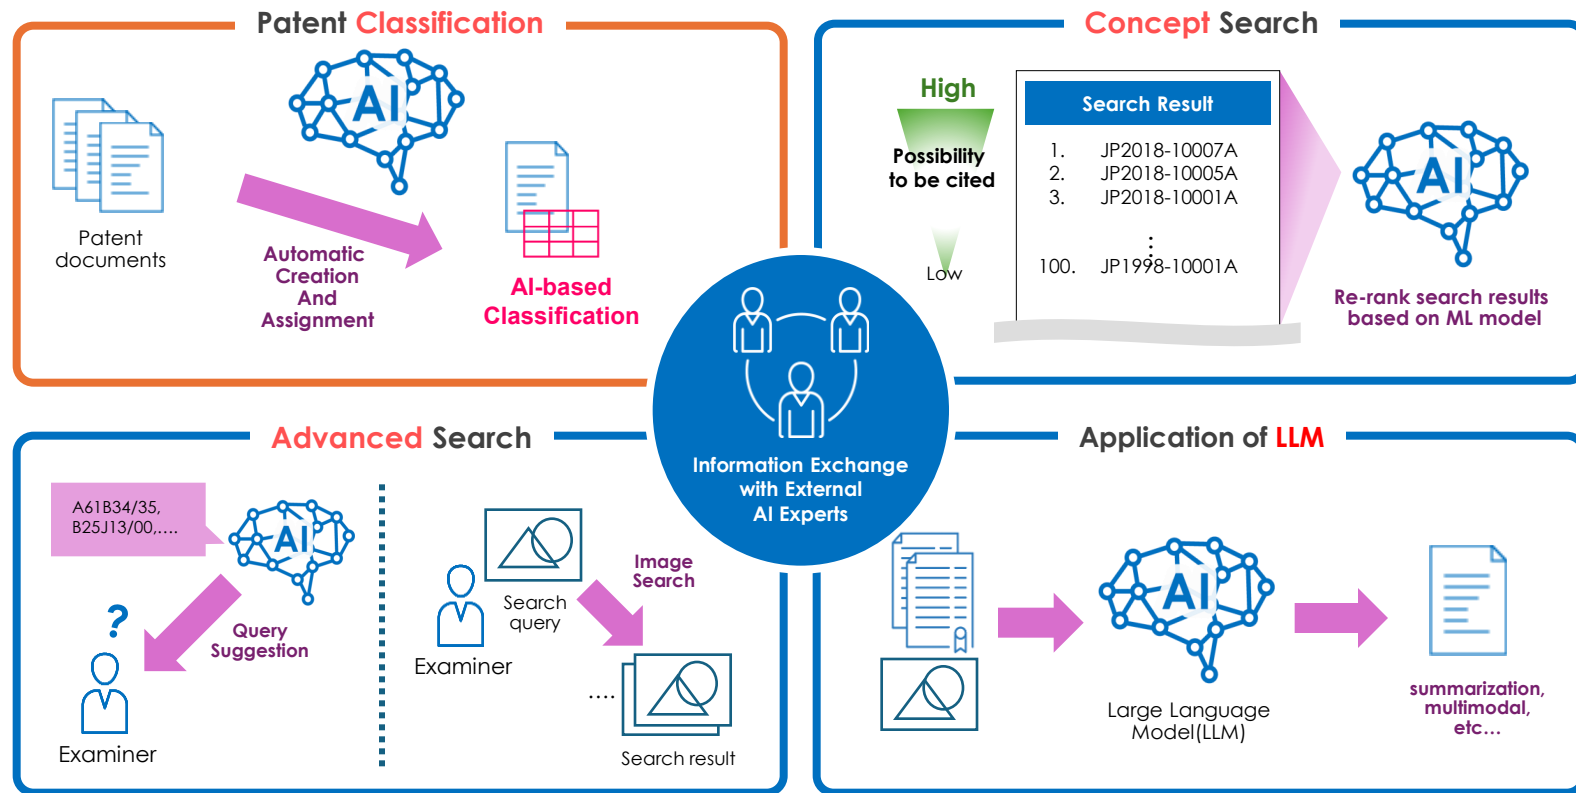 Patent Classification
AI
Patent
documents
Automatic
Creation
And
Assignment
AI-based
Classification
Concept Search
High
Possibility
to be cited
Low
Search Result
1. JP2018-10007A
2. JP2018-10005A
3. JP2018-10001A
⋮
100. JP1998-10001A
AI
Re-rank search results
based on ML model
Information Exchange
with External
AI Experts
Advanced Search
A61B34/35,
B25J13/00,....
AI
?
Query
Suggestion
Examiner
Search
query
Image
Search
Examiner
....
Search result
Application of LLM
AI
Large Language
Model(LLM)
summarization,
multimodal,
etc...